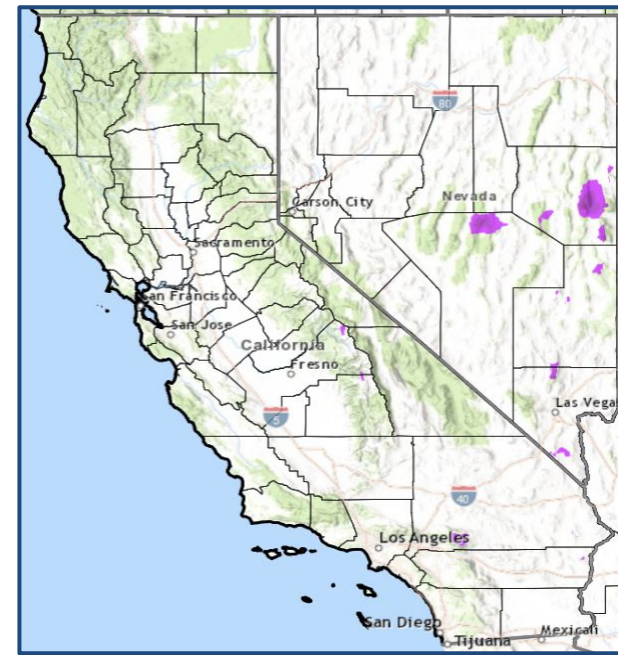 80
Carson City
Nevada
Sacramento
San Francisco
San Jose
California
Fresno
Las Vegas
5
40
Los Angeles
San Diego
Mexicali
Tijuana